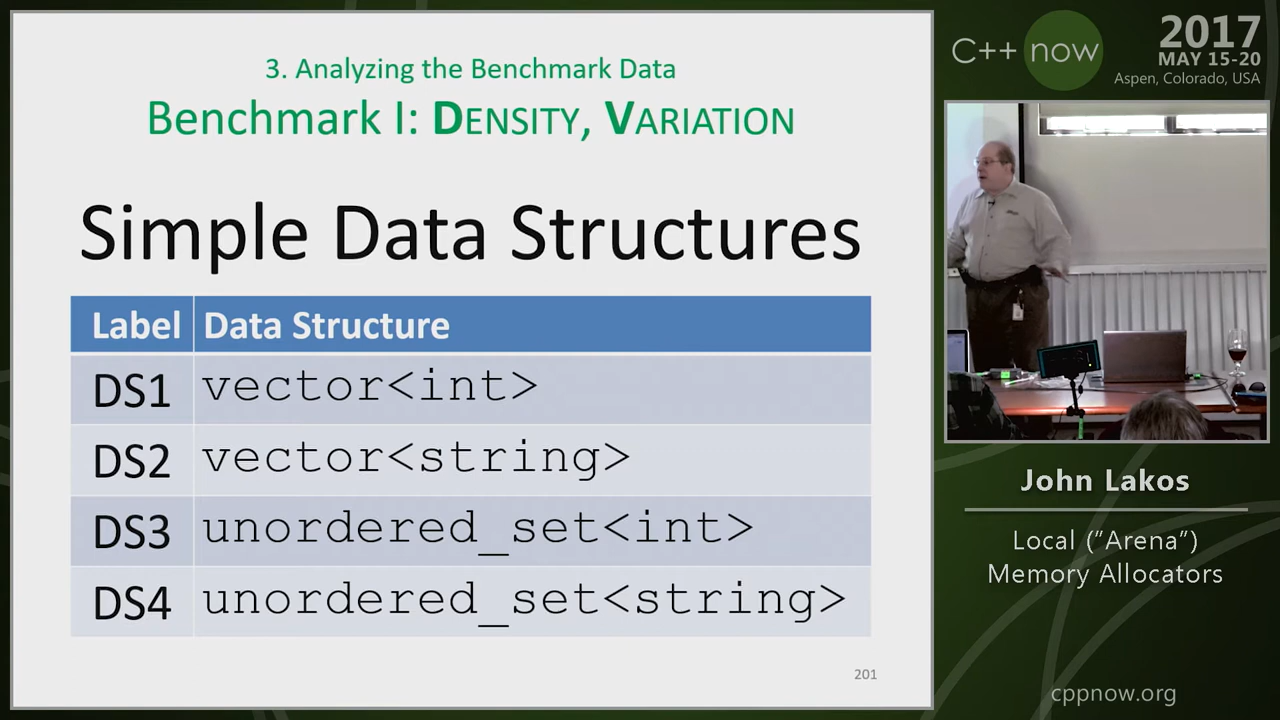 3. Analyzing the Benchmark Data
Benchmark I: DENSITY, VARIATION
Simple Data Structures
Label Data Structure
DS1 vector<int>
DS2 vector<string>
DS3 unordered_set<int>
DS4 unordered_set<string>
201
C++ now
2017
MAY 15-20
Aspen, Colorado, USA
John Lakos
Local ("Arena")
Memory Allocators
cppnow.org